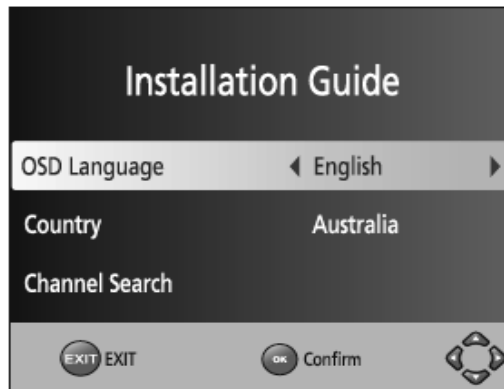 Installation Guide
OSD Language English
Country Australia
Channel Search
EXIT EXIT OK Confirm